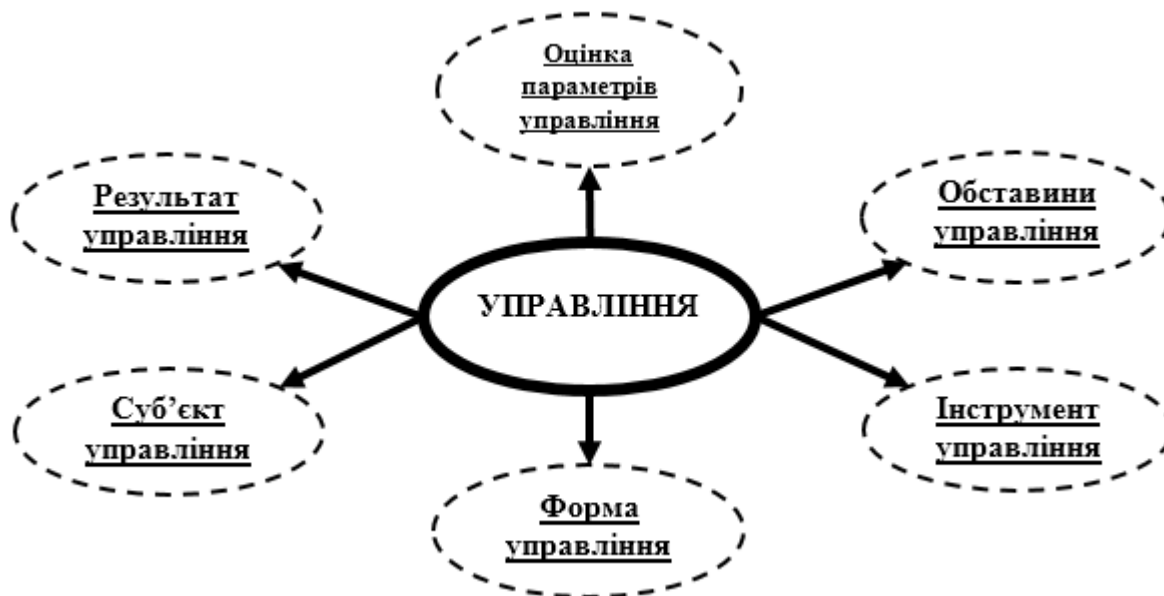 Оцінка
параметрів
управління
Результат
управління
Обставини
управління
УПРАВЛІННЯ
Суб’єкт
управління
Інструмент
управління
Форма
управління